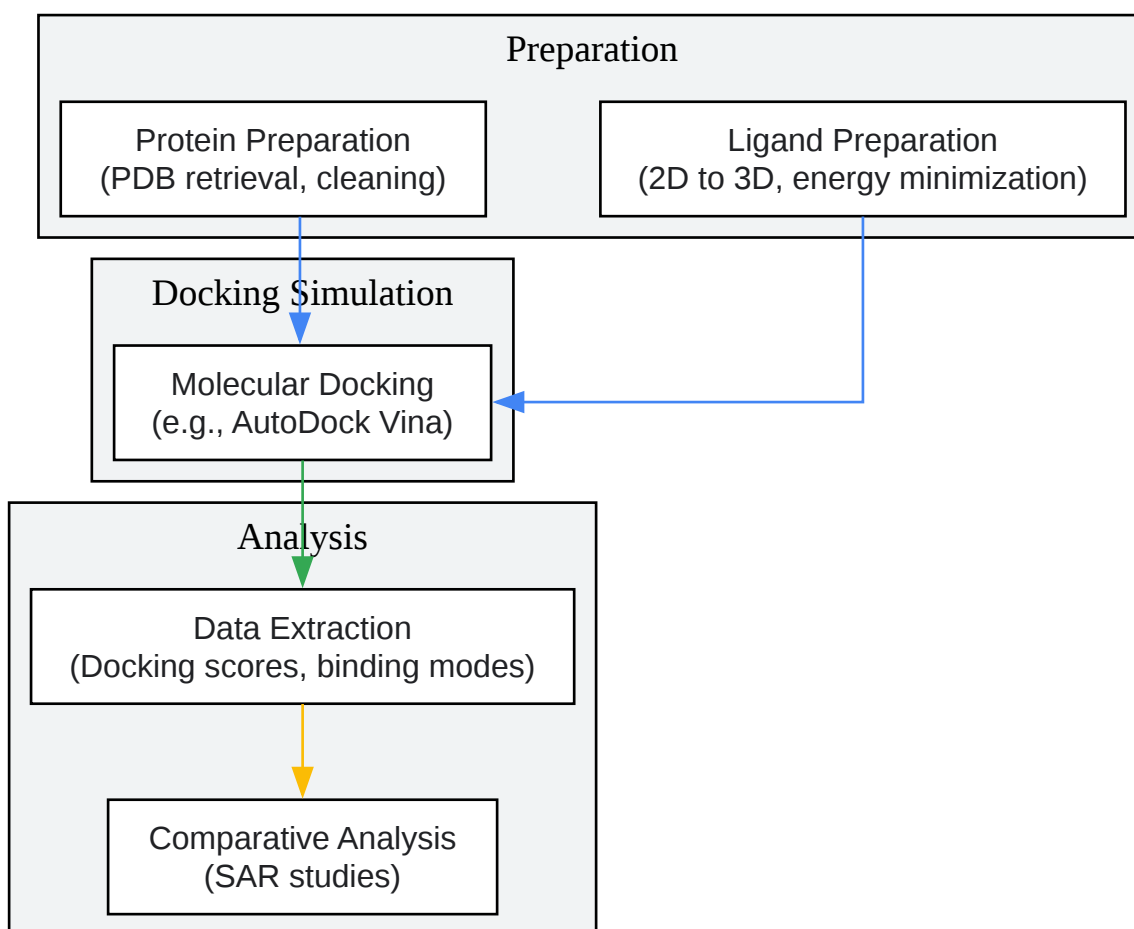 Preparation
Protein Preparation
(PDB retrieval, cleaning)
Ligand Preparation
(2D to 3D, energy minimization)
Docking Simulation
Molecular Docking
(e.g., AutoDock Vina)
Analysis
Data Extraction
(Docking scores, binding modes)
Comparative Analysis
(SAR studies)